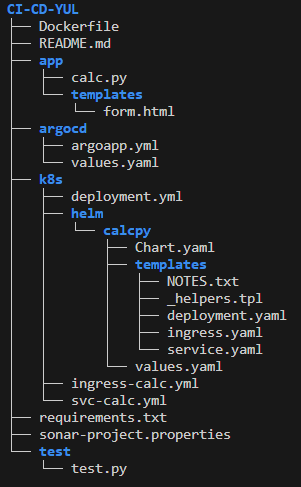 CI-CD-YUL
├── Dockerfile
├── README.md
├── app
│   ├── calc.py
│   └── templates
│       └── form.html
├── argocd
│   ├── argoapp.yml
│   └── values.yaml
├── k8s
│   ├── deployment.yml
│   ├── helm
│   │   └── calcpy
│   │       ├── Chart.yaml
│   │       ├── templates
│   │       │   ├── NOTES.txt
│   │       │   ├── _helpers.tpl
│   │       │   ├── deployment.yaml
│   │       │   ├── ingress.yaml
│   │       │   └── service.yaml
│   │       └── values.yaml
│   ├── ingress-calc.yml
│   └── svc-calc.yml
├── requirements.txt
├── sonar-project.properties
└── test
    └── test.py